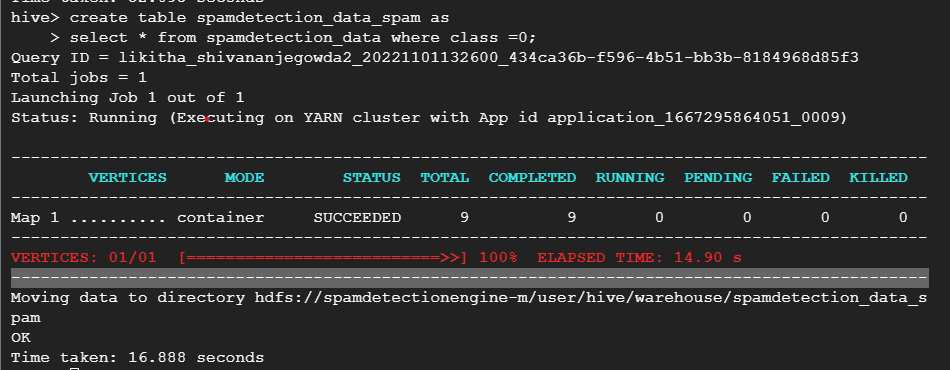 hive> create table spamdetection_data_spam as
    > select * from spamdetection_data where class =0;
Query ID = likitha_shivananjegowda2_20221101132600_434ca36b-f596-4b51-bb3b-8184968d85f3
Total jobs = 1
Launching Job 1 out of 1
Status: Running (Executing on YARN cluster with App id application_1667295864051_0009)
----------------------------------------------------------------------------------------------
        VERTICES      MODE        STATUS  TOTAL  COMPLETED  RUNNING  PENDING  FAILED  KILLED
----------------------------------------------------------------------------------------------
Map 1 .......... container     SUCCEEDED      9          9        0        0       0       0
----------------------------------------------------------------------------------------------
VERTICES: 01/01  [==========================>>] 100%  ELAPSED TIME: 14.90 s
----------------------------------------------------------------------------------------------
Moving data to directory hdfs://spamdetectionengine-m/user/hive/warehouse/spamdetection_data_s
pam
OK
Time taken: 16.888 seconds